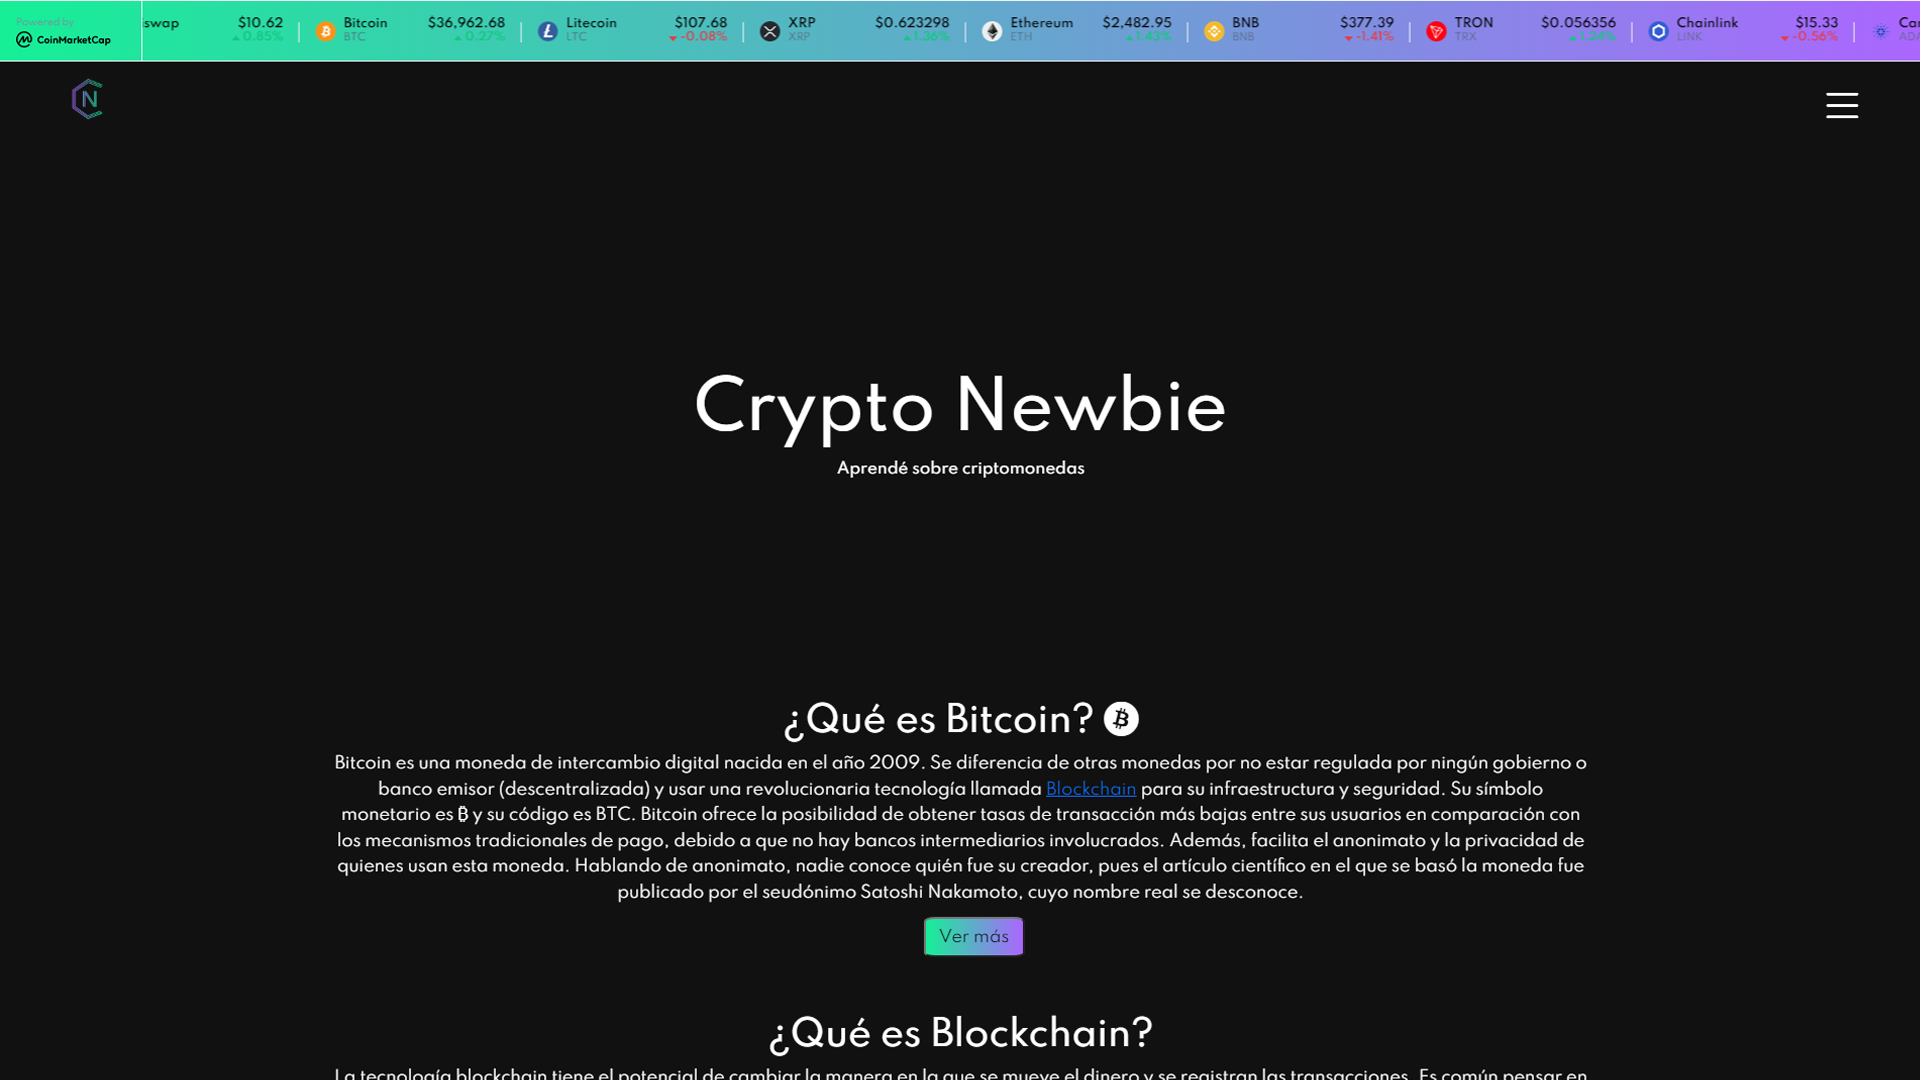 Powered by
CoinMarketCap
swap $10.62
0.85%
Bitcoin $36,962.68
BTC 0.27%
Litecoin $107.68
LTC -0.08%
XRP $0.623298
XRP 1.36%
Ethereum $2,482.95
ETH 1.43%
BNB $377.39
BNB -1.41%
TRON $0.056356
TRX 1.24%
Chainlink $15.33
LINK -0.56%
Car
ADA
CN
Crypto Newbie
Aprendé sobre criptomonedas
¿Qué es Bitcoin?
Bitcoin es una moneda de intercambio digital nacida en el año 2009. Se diferencia de otras monedas por no estar regulada por ningún gobierno o
banco emisor (descentralizada) y usar una revolucionaria tecnología llamada Blockchain para su infraestructura y seguridad. Su símbolo
monetario es ₿ y su código es BTC. Bitcoin ofrece la posibilidad de obtener tasas de transacción más bajas entre sus usuarios en comparación con
los mecanismos tradicionales de pago, debido a que no hay bancos intermediarios involucrados. Además, facilita el anonimato y la privacidad de
quienes usan esta moneda. Hablando de anonimato, nadie conoce quién fue su creador, pues el artículo científico en el que se basó la moneda fue
publicado por el seudónimo Satoshi Nakamoto, cuyo nombre real se desconoce.
Ver más
¿Qué es Blockchain?
La tecnología blockchain tiene el potencial de cambiar la manera en la que se mueve el dinero y se registran las transacciones. Es común pensar en